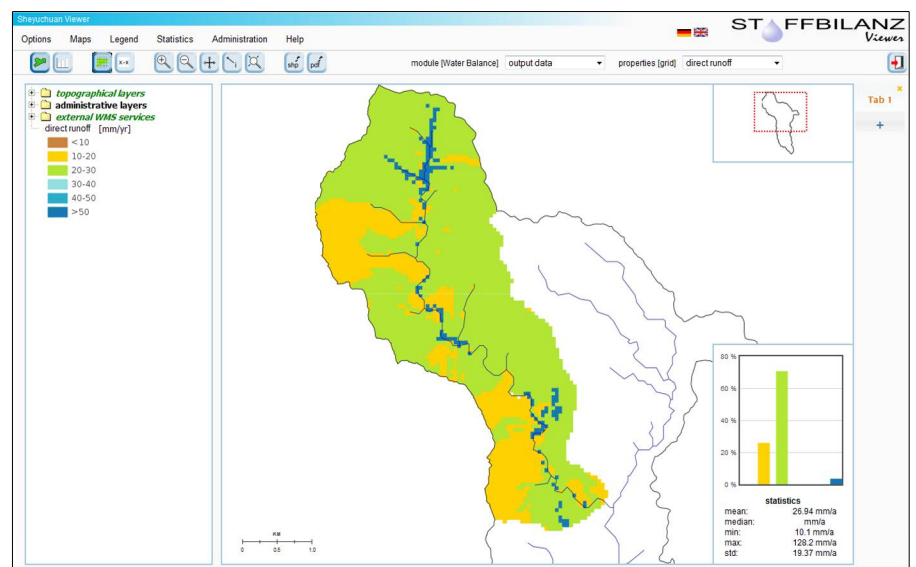 Sheyuchuan Viewer
Options Maps Legend Statistics Administration Help
STOFFBILANZ
Viewer
shp pdf module [Water Balance] output data properties [grid] direct runoff
topographical layers
administrative layers
external WMS services
direct runoff [mm/yr]
<10
10-20
20-30
30-40
40-50
>50
Tab 1
+
80 %
60 %
40 %
20 %
0 %
statistics
mean: 26.94 mm/a
median: mm/a
min: 10.1 mm/a
max: 128.2 mm/a
std: 19.37 mm/a
KM
0 0.5 1.0